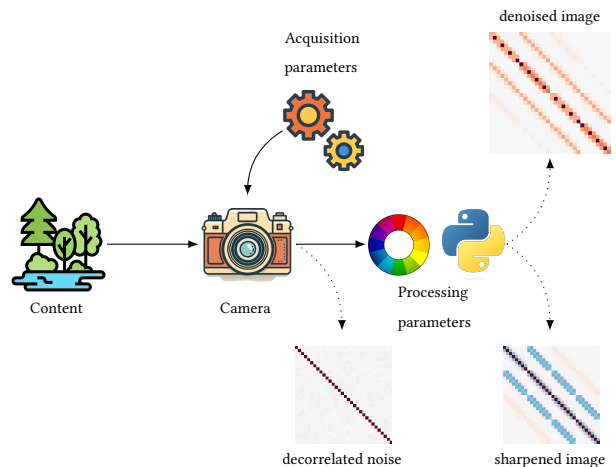 denoised image
Acquisition
parameters
Content
Camera
Processing
parameters
decorrelated noise
sharpened image